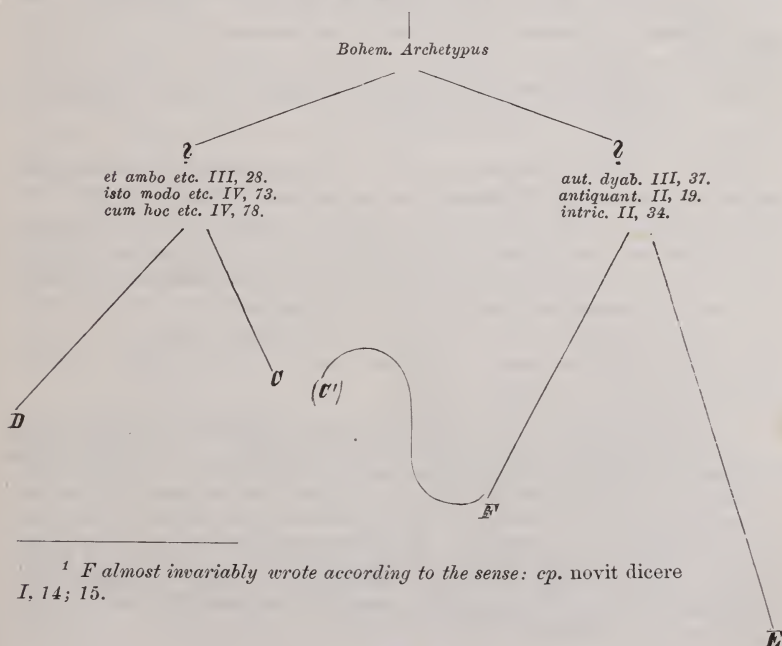 Bohem. Archetypus
? ?
et ambo etc. III, 28.
isto modo etc. IV, 73.
cum hoc etc. IV, 78.
aut. dyab. III, 37.
antiquant. II, 19.
intric. II, 34.
C (C')
D
F
E
¹ F almost invariably wrote according to the sense: cp. novit dicere
I, 14; 15.